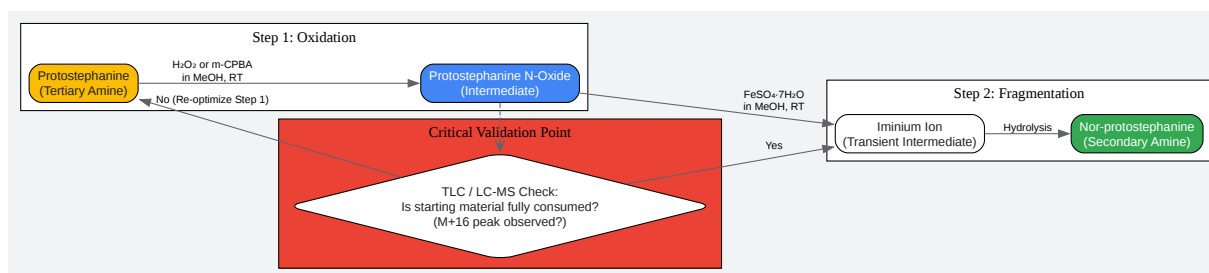 Step 1: Oxidation
Protostephanine
(Tertiary Amine)
H₂O₂ or m-CPBA
in MeOH, RT
Protostephanine N-Oxide
(Intermediate)
No (Re-optimize Step 1)
FeSO₄·7H₂O
in MeOH, RT
Step 2: Fragmentation
Iminium Ion
(Transient Intermediate)
Hydrolysis
Nor-protostephanine
(Secondary Amine)
Critical Validation Point
Yes
TLC / LC-MS Check:
Is starting material fully consumed?
(M+16 peak observed?)